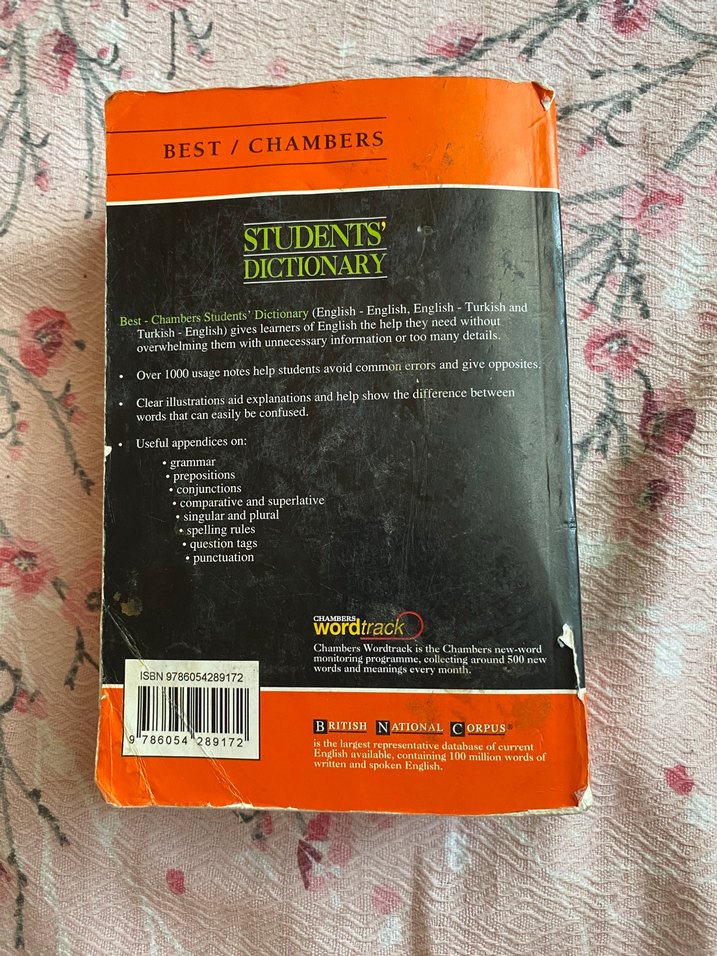 BEST / CHAMBERS
STUDENTS'
DICTIONARY
Best - Chambers Students' Dictionary (English - English, English - Turkish and
Turkish - English) gives learners of English the help they need without
overwhelming them with unnecessary information or too many details.
• Over 1000 usage notes help students avoid common errors and give opposites.
• Clear illustrations aid explanations and help show the difference between
words that can easily be confused.
• Useful appendices on:
• grammar
• prepositions
• conjunctions
• comparative and superlative
• singular and plural
• spelling rules
• question tags
• punctuation
CHAMBERS
wordtrack
Chambers Wordtrack is the Chambers new-word
monitoring programme, collecting around 500 new
words and meanings every month.
ISBN 9786054289172
9 786054 289172
BRITISH NATIONAL CORPUS®
is the largest representative database of current
English available, containing 100 million words of
written and spoken English.